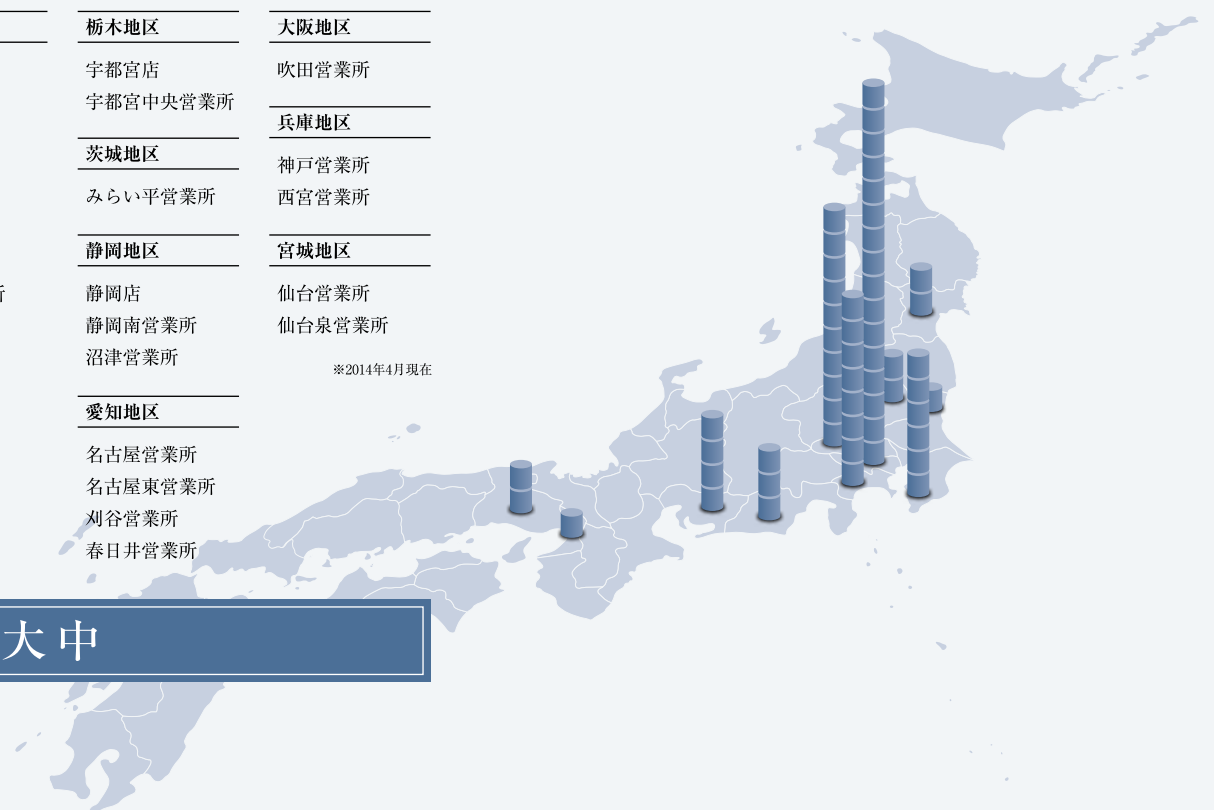 栃木地区
宇都宮店
宇都宮中央営業所
茨城地区
みらい平営業所
静岡地区
静岡店
静岡南営業所
沼津営業所
愛知地区
名古屋営業所
名古屋東営業所
刈谷営業所
春日井営業所
大阪地区
吹田営業所
兵庫地区
神戸営業所
西宮営業所
宮城地区
仙台営業所
仙台泉営業所
※2014年4月現在
大中